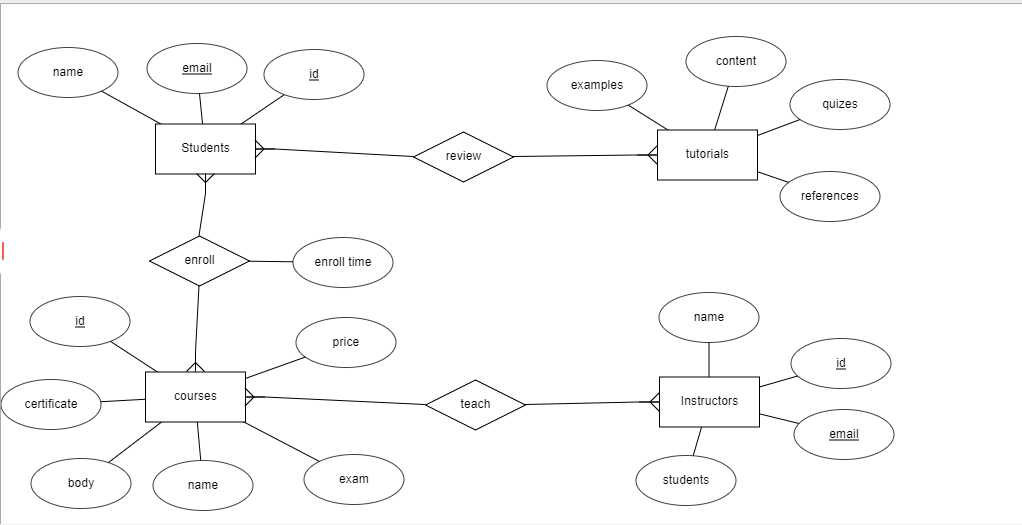 name
email
id
Students
review
examples
content
quizes
tutorials
references
enroll
enroll time
id
price
certificate
courses
body
name
exam
teach
name
id
Instructors
email
students